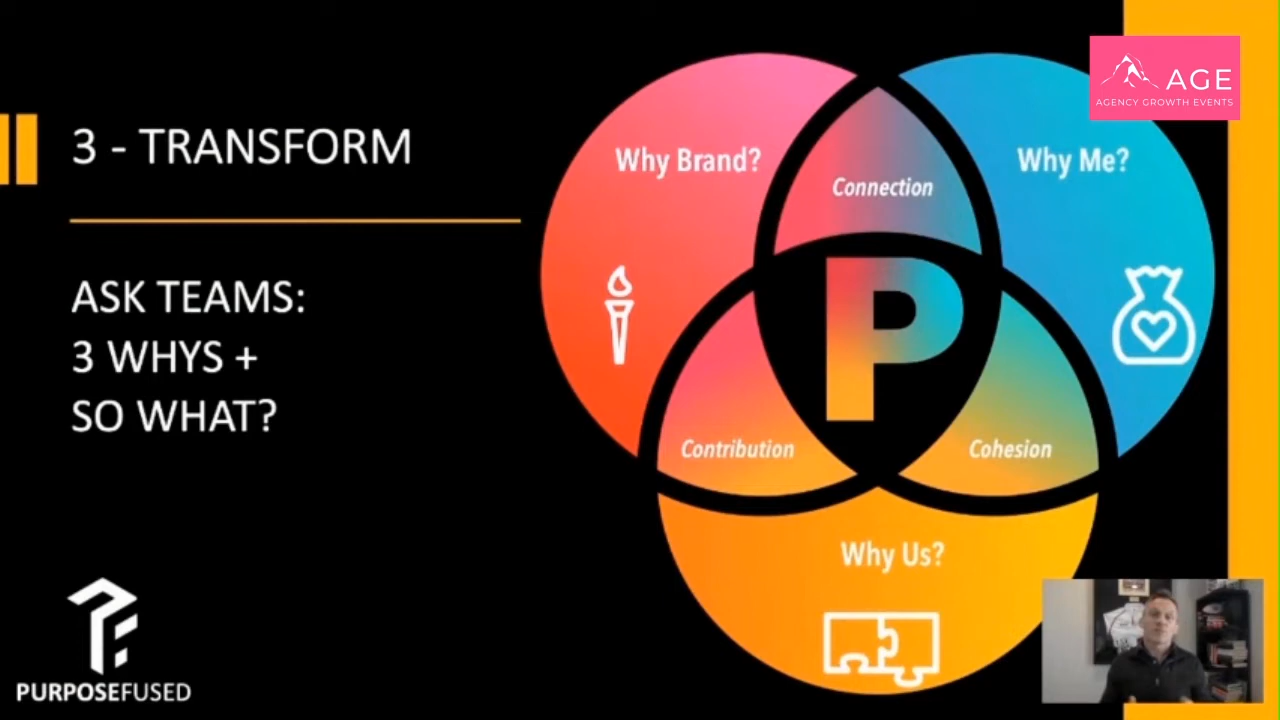 3 - TRANSFORM
ASK TEAMS:
3 WHYS +
SO WHAT?
PURPOSEFUSED
Why Brand?
Connection
Why Me?
P
Contribution
Cohesion
Why Us?
AGE
AGENCY GROWTH EVENTS